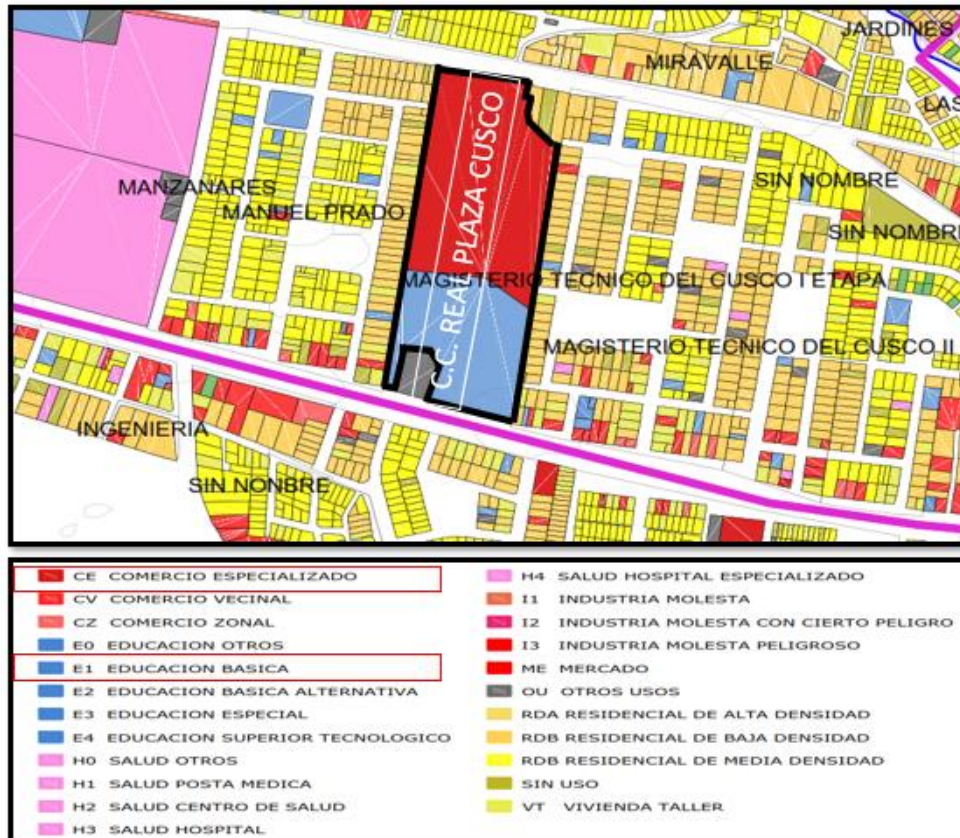 JARDINES
MIRAVALLE
LAS
MANZANARES
MANUEL PRADO
SIN NOMBRE
SIN NOMBRE
C.C. REAL PLAZA CUSCO
MAGISTERIO TECNICO DEL CUSCO I ETAPA
MAGISTERIO TECNICO DEL CUSCO II
INGENIERIA
SIN NONBRE
CE COMERCIO ESPECIALIZADO
CV COMERCIO VECINAL
CZ COMERCIO ZONAL
E0 EDUCACION OTROS
E1 EDUCACION BASICA
E2 EDUCACION BASICA ALTERNATIVA
E3 EDUCACION ESPECIAL
E4 EDUCACION SUPERIOR TECNOLOGICO
H0 SALUD OTROS
H1 SALUD POSTA MEDICA
H2 SALUD CENTRO DE SALUD
H3 SALUD HOSPITAL
H4 SALUD HOSPITAL ESPECIALIZADO
I1 INDUSTRIA MOLESTA
I2 INDUSTRIA MOLESTA CON CIERTO PELIGRO
I3 INDUSTRIA MOLESTA PELIGROSO
ME MERCADO
OU OTROS USOS
RDA RESIDENCIAL DE ALTA DENSIDAD
RDB RESIDENCIAL DE BAJA DENSIDAD
RDB RESIDENCIAL DE MEDIA DENSIDAD
SIN USO
VT VIVIENDA TALLER